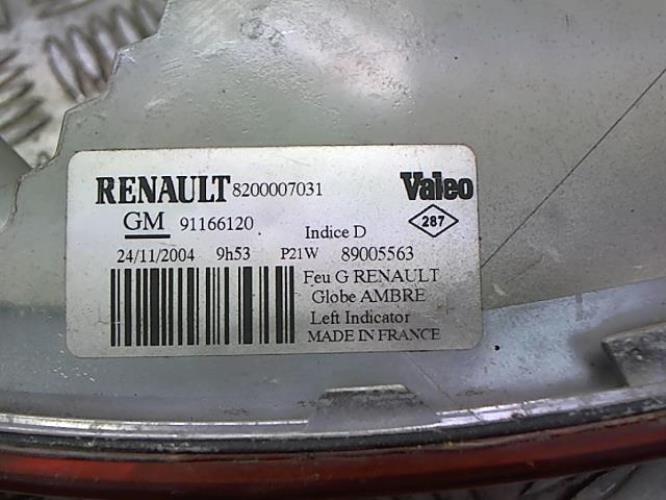 RENAULT 8200007031 Valeo
GM 91166120 Indice D 287
24/11/2004 9h53 P21W 89005563
Feu G RENAULT
Globe AMBRE
Left Indicator
MADE IN FRANCE